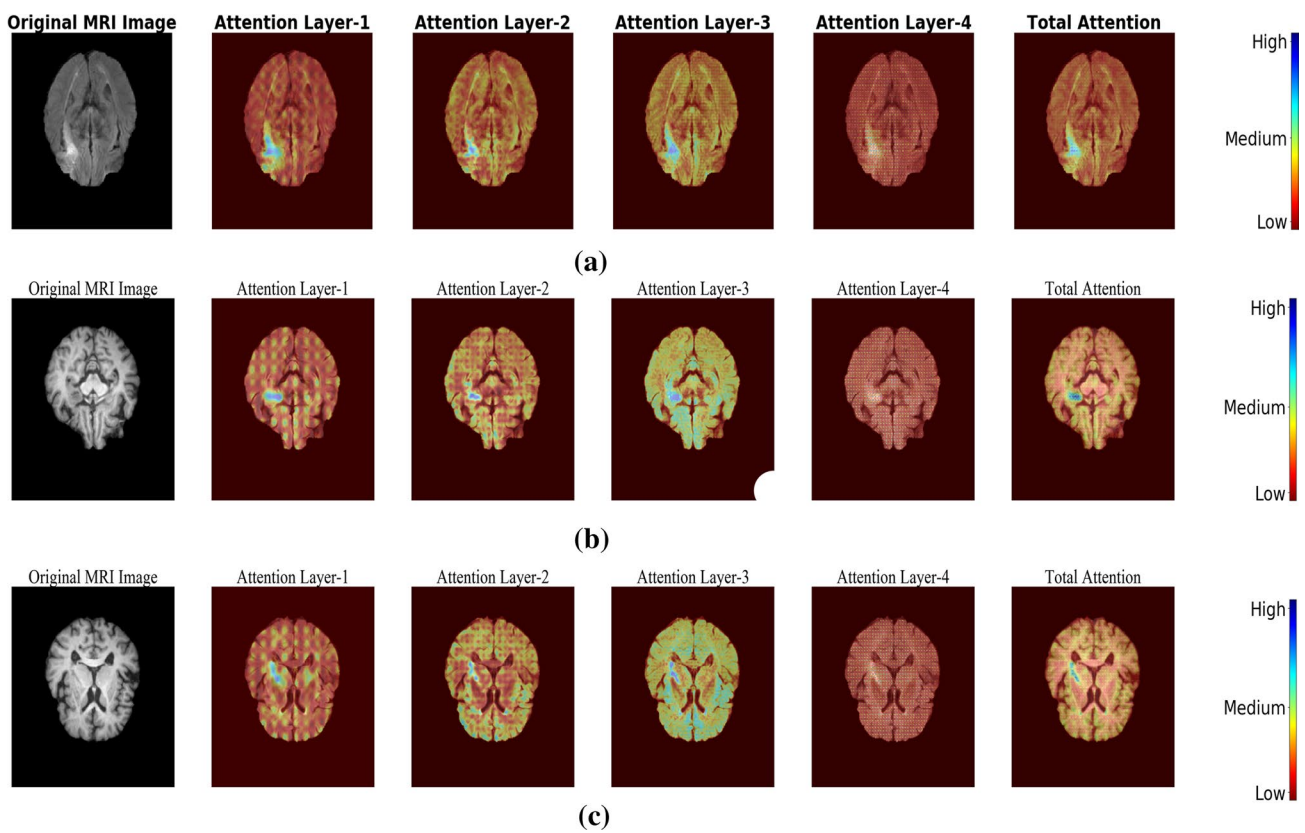 Original MRI Image Attention Layer-1 Attention Layer-2 Attention Layer-3 Attention Layer-4 Total Attention
High
Medium
Low
(a)
Original MRI Image Attention Layer-1 Attention Layer-2 Attention Layer-3 Attention Layer-4 Total Attention
High
Medium
Low
(b)
Original MRI Image Attention Layer-1 Attention Layer-2 Attention Layer-3 Attention Layer-4 Total Attention
High
Medium
Low
(c)